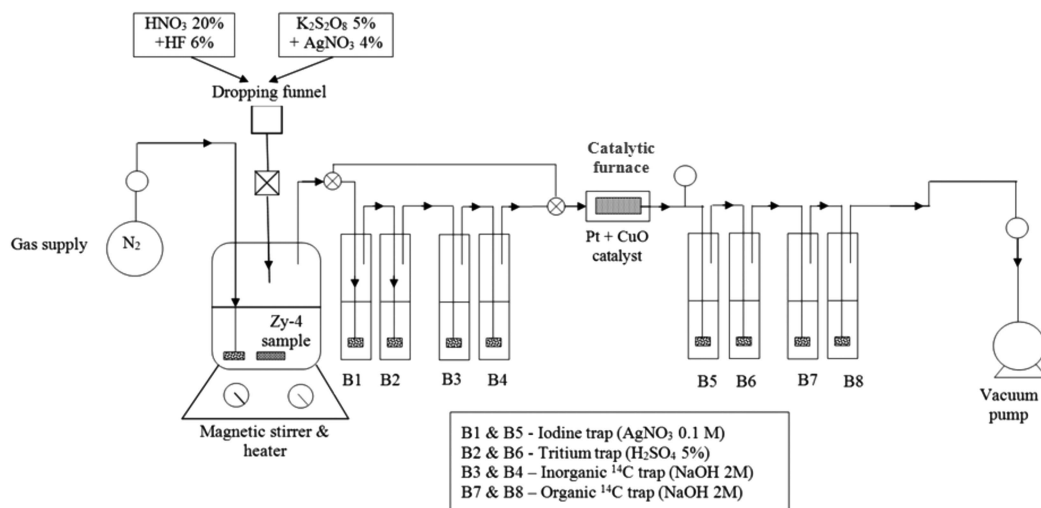 HNO₃ 20%
+HF 6%
K₂S₂O₈ 5%
+ AgNO₃ 4%
Dropping funnel
Catalytic
furnace
Pt + CuO
catalyst
Gas supply
N₂
Zy-4
sample
B1
B2
B3
B4
B5
B6
B7
B8
Magnetic stirrer &
heater
Vacuum
pump
B1 & B5 - Iodine trap (AgNO₃ 0.1 M)
B2 & B6 - Tritium trap (H₂SO₄ 5%)
B3 & B4 – Inorganic ¹⁴C trap (NaOH 2M)
B7 & B8 – Organic ¹⁴C trap (NaOH 2M)